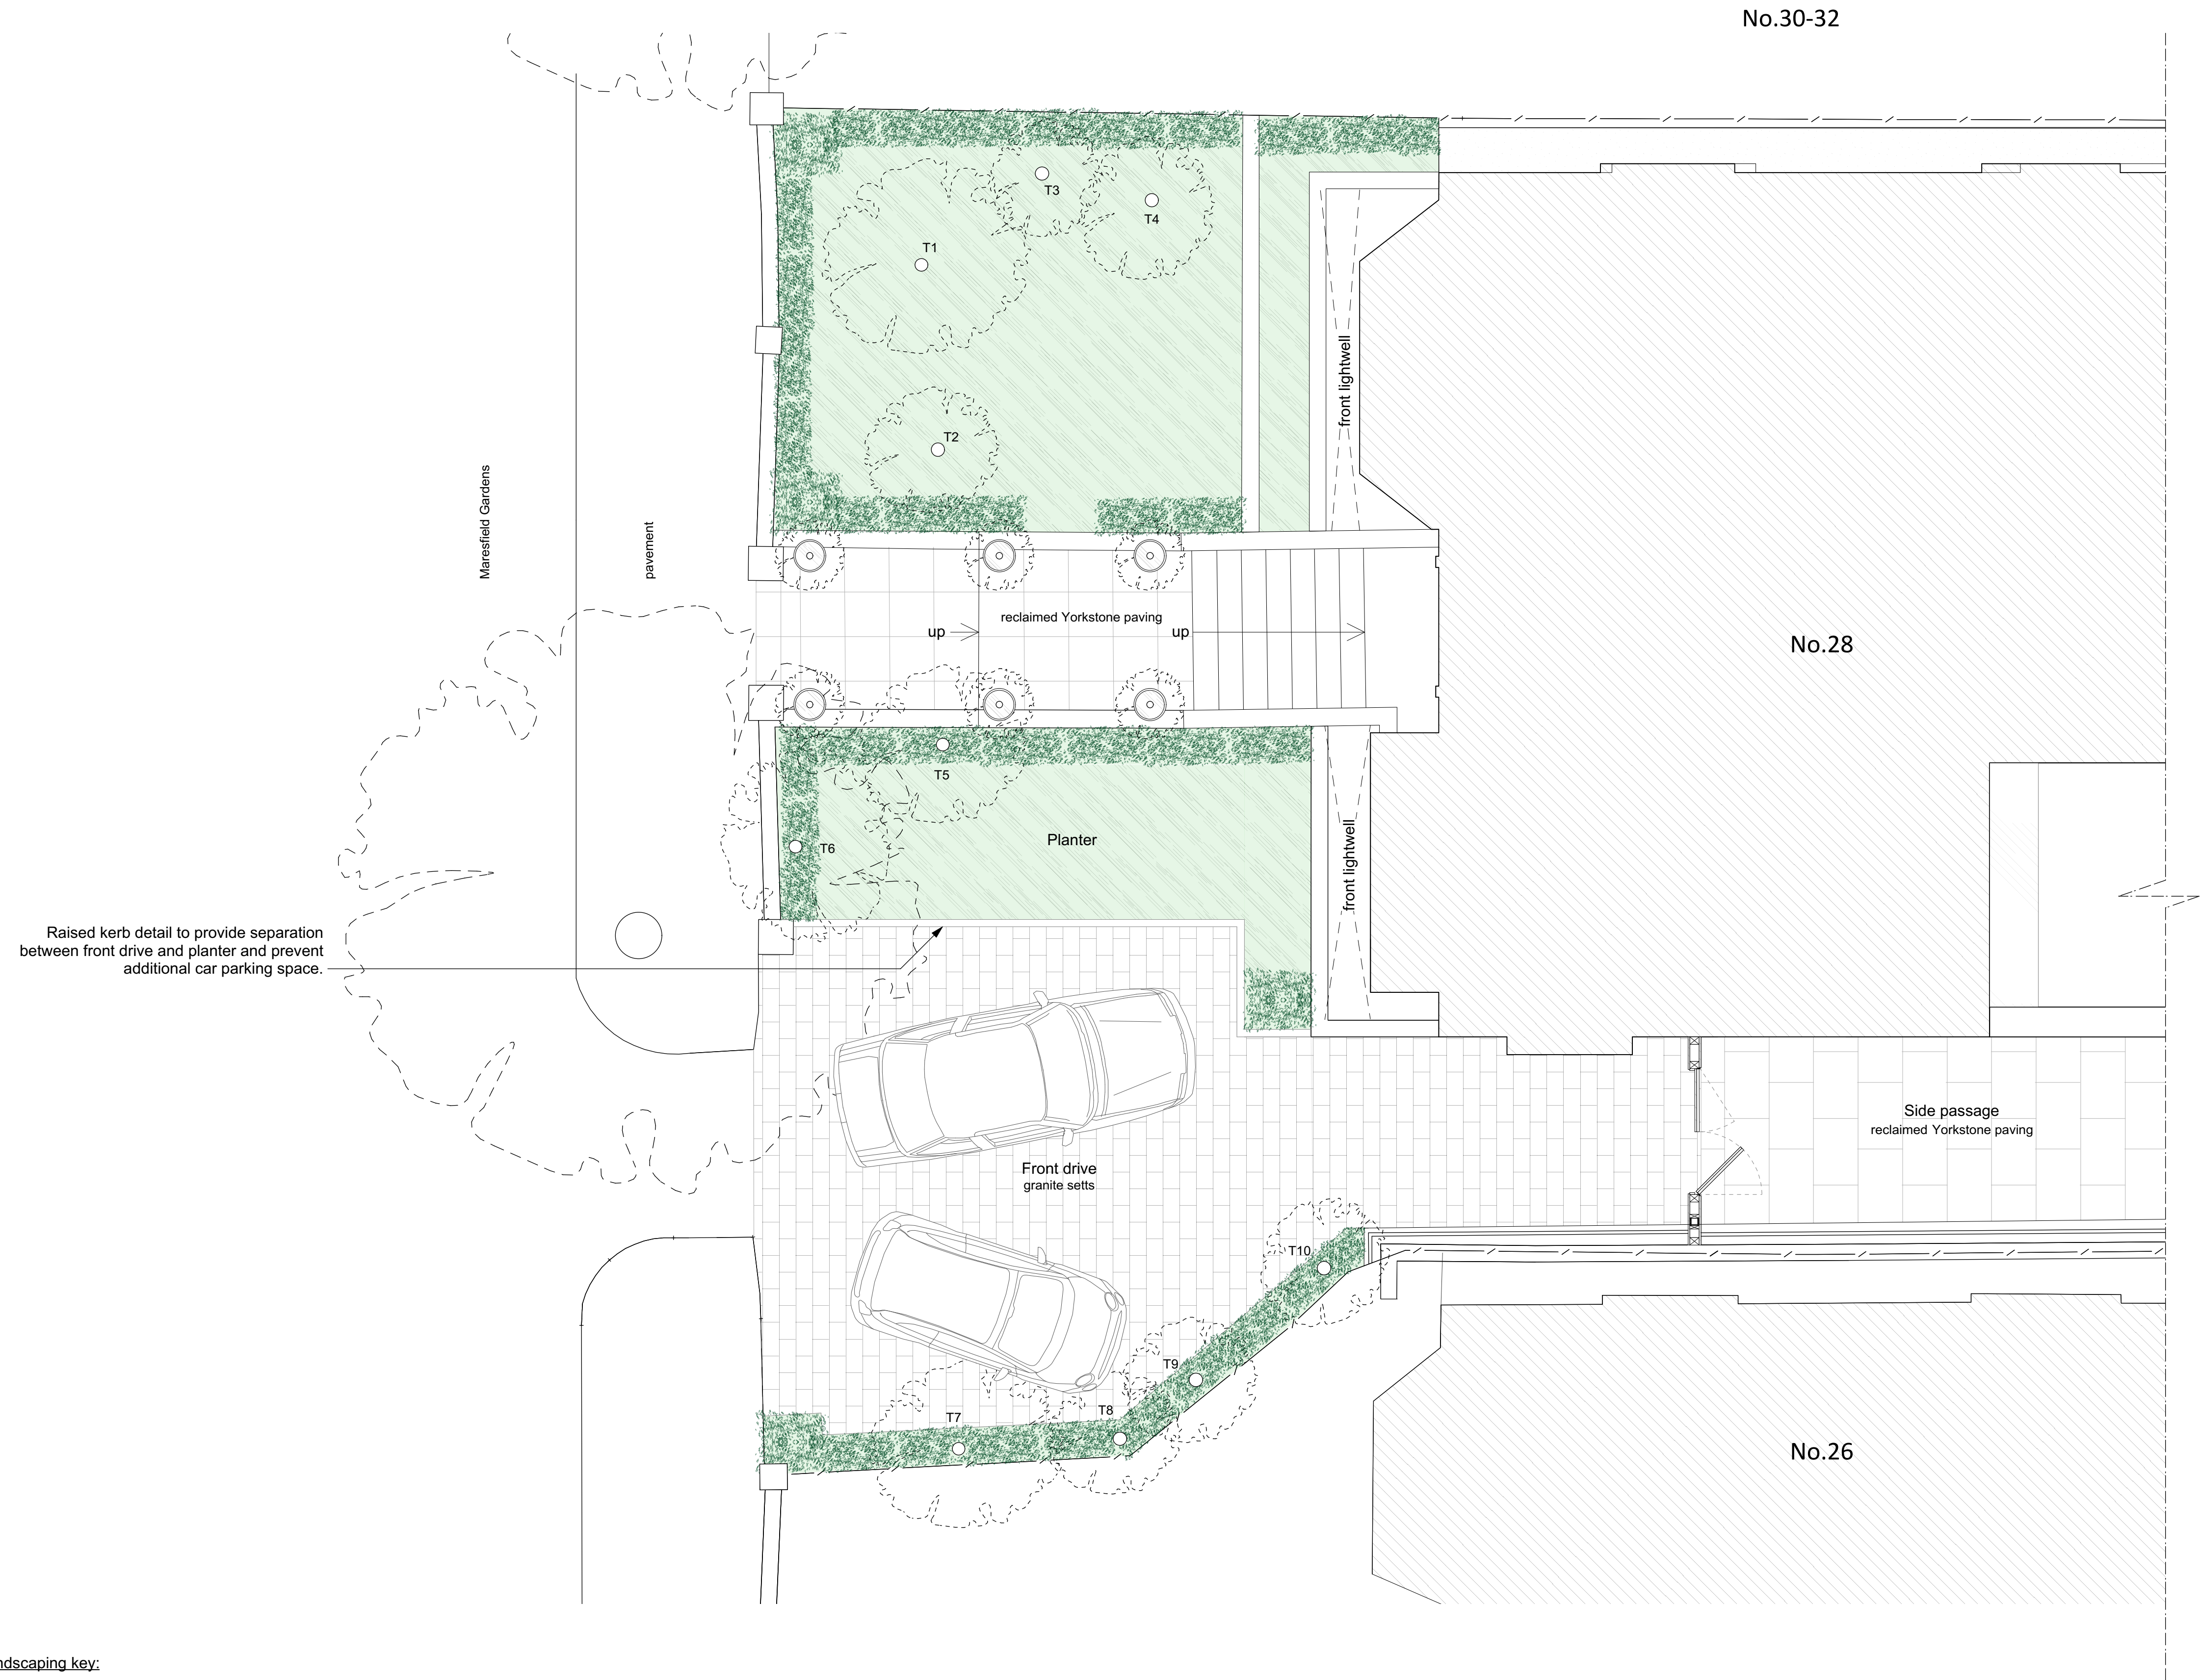 No.30-32
T3
T4
T1
front lightwell
T2
Maresfield Gardens
pavement
reclaimed Yorkstone paving
up
up
No.28
T5
Planter
T6
front lightwell
Raised kerb detail to provide separation
between front drive and planter and prevent
additional car parking space.
Side passage
reclaimed Yorkstone paving
Front drive
granite setts
T10
T9
T8
T7
No.26
ndscaping key: